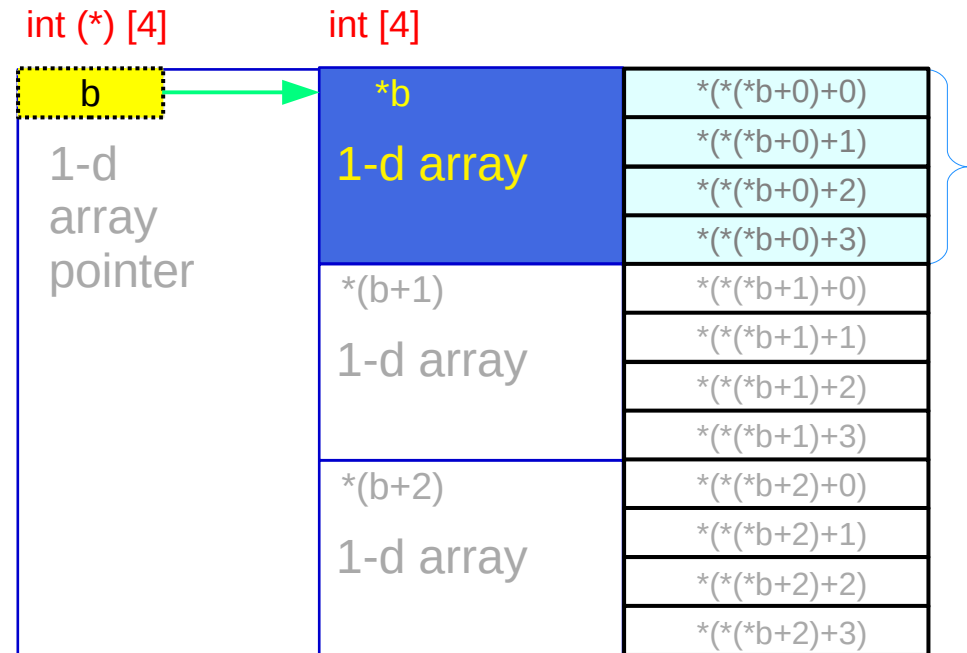 int (*) [4]
int [4]
b
1-d
array
pointer
*b
1-d array
*(*(*b+0)+0)
*(*(*b+0)+1)
*(*(*b+0)+2)
*(*(*b+0)+3)
*(b+1)
1-d array
*(*(*b+1)+0)
*(*(*b+1)+1)
*(*(*b+1)+2)
*(*(*b+1)+3)
*(b+2)
1-d array
*(*(*b+2)+0)
*(*(*b+2)+1)
*(*(*b+2)+2)
*(*(*b+2)+3)